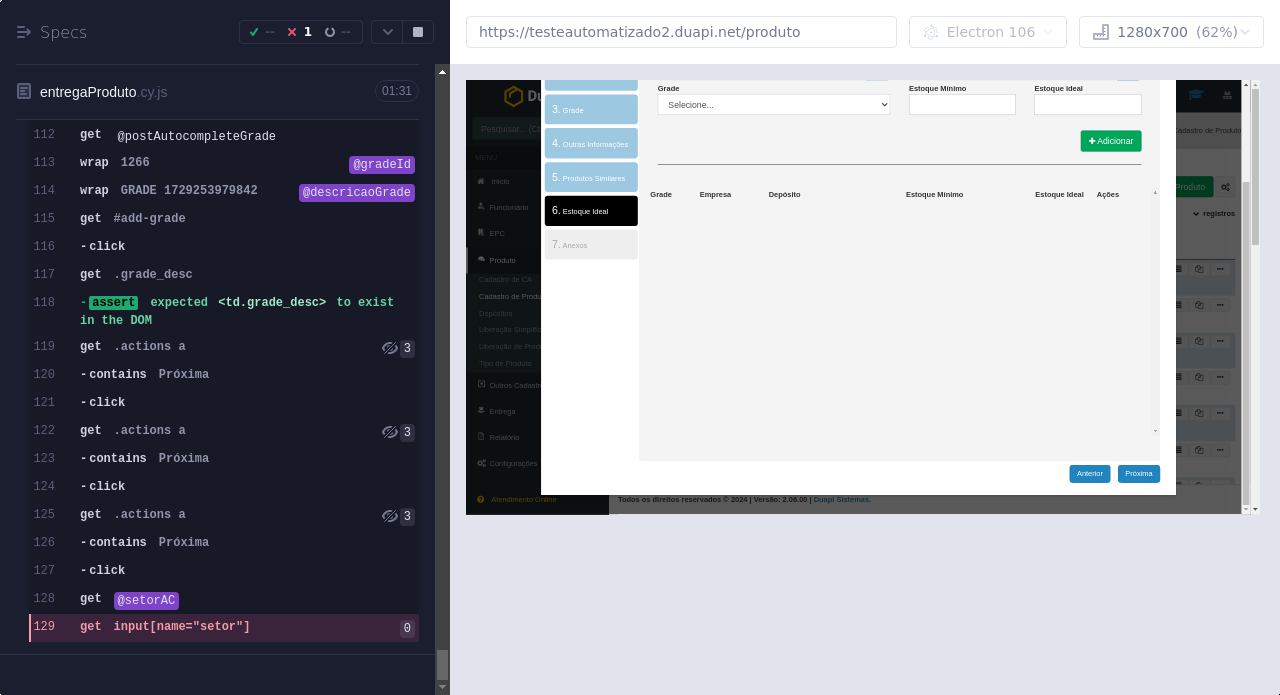 Specs
--
1
--
https://testeautomatizado2.duapi.net/produto
Electron 106
1280x700 (62%)
entregaProduto.cy.js
01:31
112 get @postAutocompleteGrade
113 wrap 1266 @gradeId
114 wrap GRADE 1729253979842 @descricaoGrade
115 get #add-grade
116 -click
117 get .grade_desc
118 -assert expected <td.grade_desc> to exist
in the DOM
119 get .actions a 3
120 -contains Próxima
121 -click
122 get .actions a 3
123 -contains Próxima
124 -click
125 get .actions a 3
126 -contains Próxima
127 -click
128 get @setorAC
129 get input[name="setor"] 0
Du
Pesquisar... (C
MENU
Início
Funcionário
EPC
Produto
Cadastro de CA
Cadastro de Produ
Depósitos
Liberação Simplific
Liberação de Prod
Tipo de Produto
Outros Cadastr
Entrega
Relatório
Configurações
Atendimento Online
3. Grade
4. Outras Informações
5. Produtos Similares
6. Estoque Ideal
7. Anexos
Grade
Estoque Mínimo
Estoque Ideal
Selecione...
Adicionar
Grade
Empresa
Depósito
Estoque Mínimo
Estoque Ideal
Ações
Anterior
Próxima
Cadastro de Produto
Produto
registros
Todos os direitos reservados © 2024 | Versão: 2.06.00 | Duapi Sistemas.